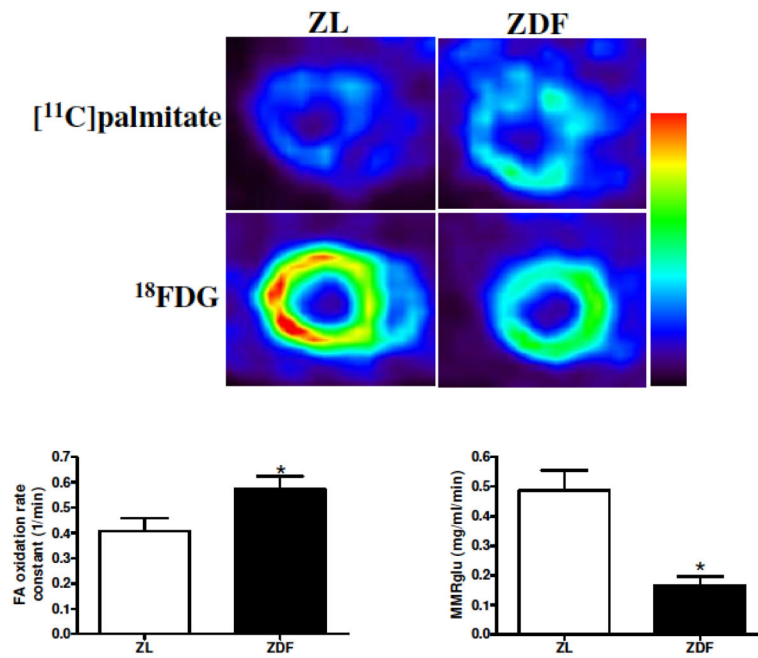 ZL ZDF
[¹¹C]palmitate
¹⁸FDG
FA oxidation rate
constant (1/min)
0.7
0.6
0.5
0.4
0.3
0.2
0.1
0.0
*
ZL ZDF
MMRglu (mg/ml/min)
0.6
0.5
0.4
0.3
0.2
0.1
0.0
*
ZL ZDF